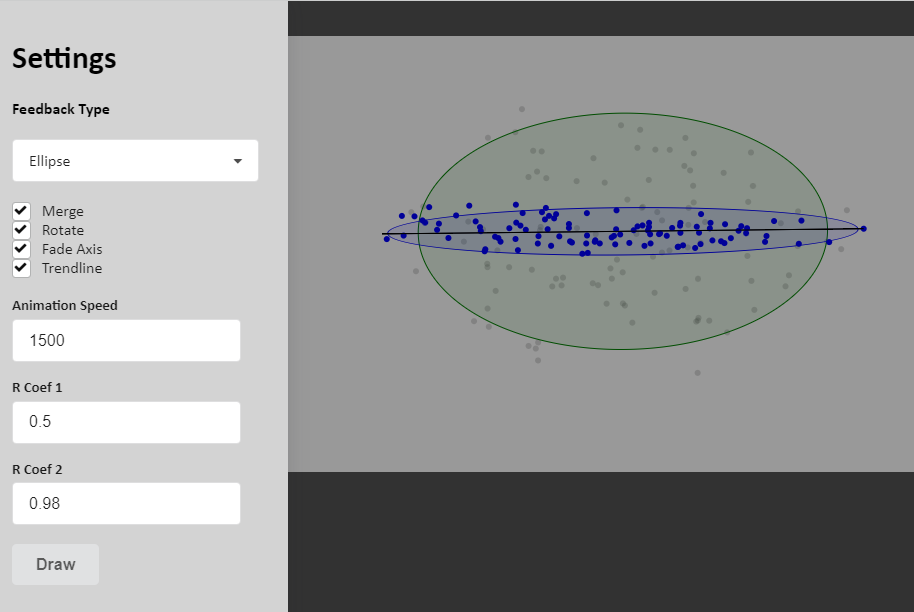 Settings
Feedback Type
Ellipse
Merge
Rotate
Fade Axis
Trendline
Animation Speed
1500
R Coef 1
0.5
R Coef 2
0.98
Draw